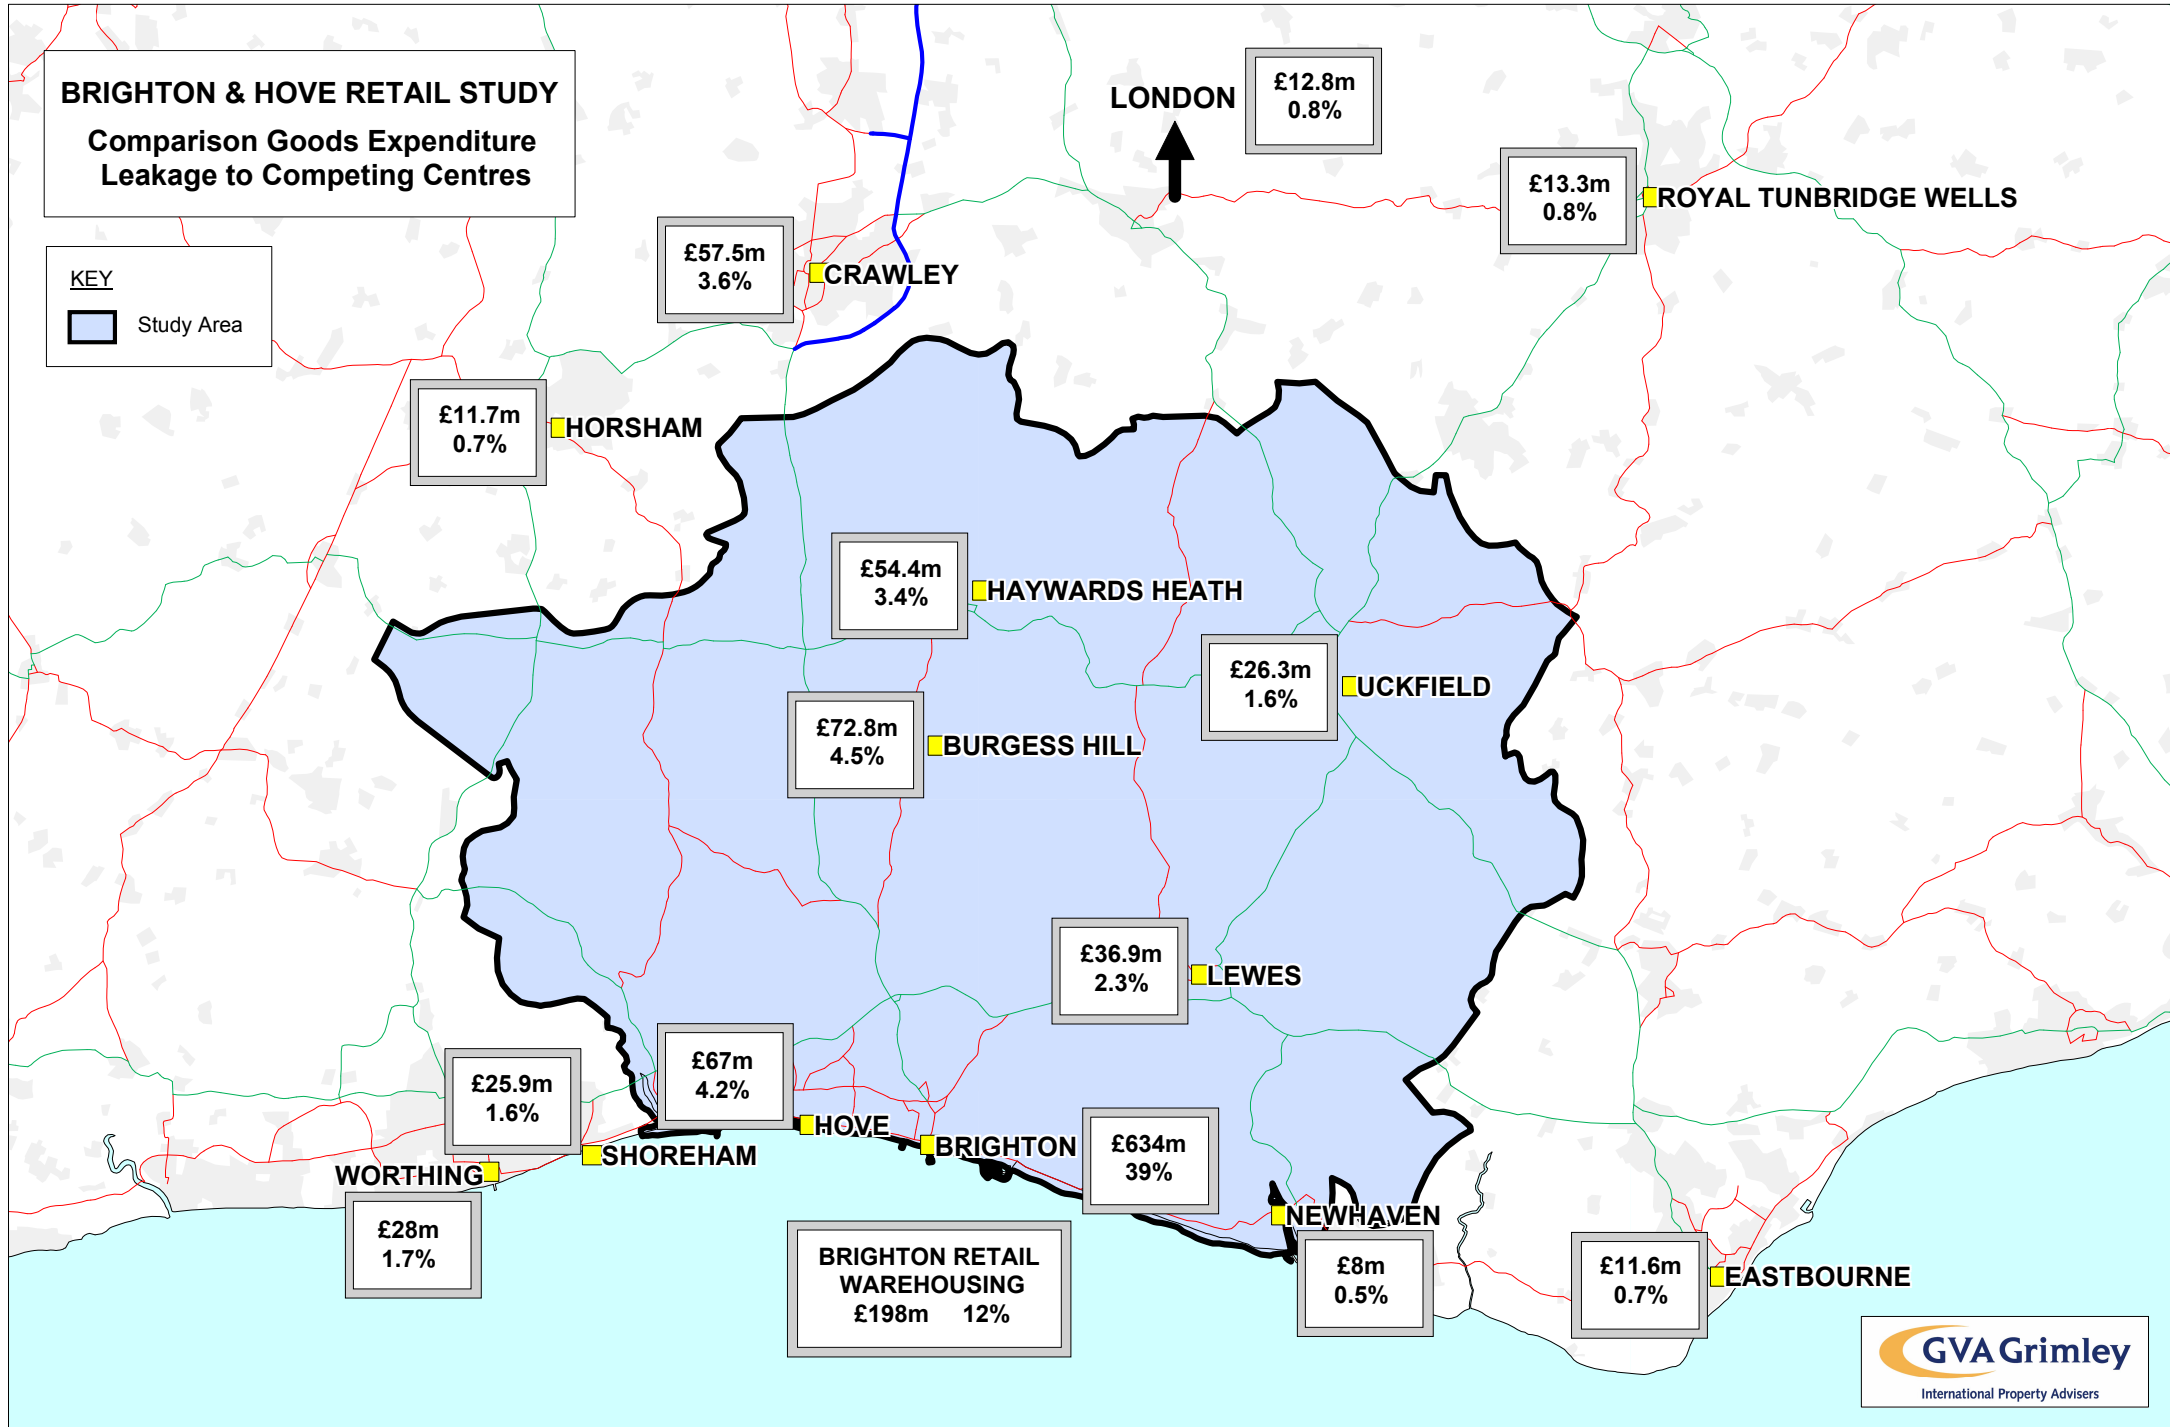 BRIGHTON & HOVE RETAIL STUDY
Comparison Goods Expenditure
Leakage to Competing Centres
KEY
Study Area
LONDON
£12.8m
0.8%
£13.3m
0.8%
ROYAL TUNBRIDGE WELLS
£57.5m
3.6%
CRAWLEY
£11.7m
0.7%
HORSHAM
£54.4m
3.4%
HAYWARDS HEATH
£26.3m
1.6%
UCKFIELD
£72.8m
4.5%
BURGESS HILL
£36.9m
2.3%
LEWES
£67m
4.2%
HOVE
£25.9m
1.6%
SHOREHAM
BRIGHTON
£634m
39%
WORTHING
£28m
1.7%
NEWHAVEN
£8m
0.5%
BRIGHTON RETAIL
WAREHOUSING
£198m 12%
£11.6m
0.7%
EASTBOURNE
GVA Grimley
International Property Advisers